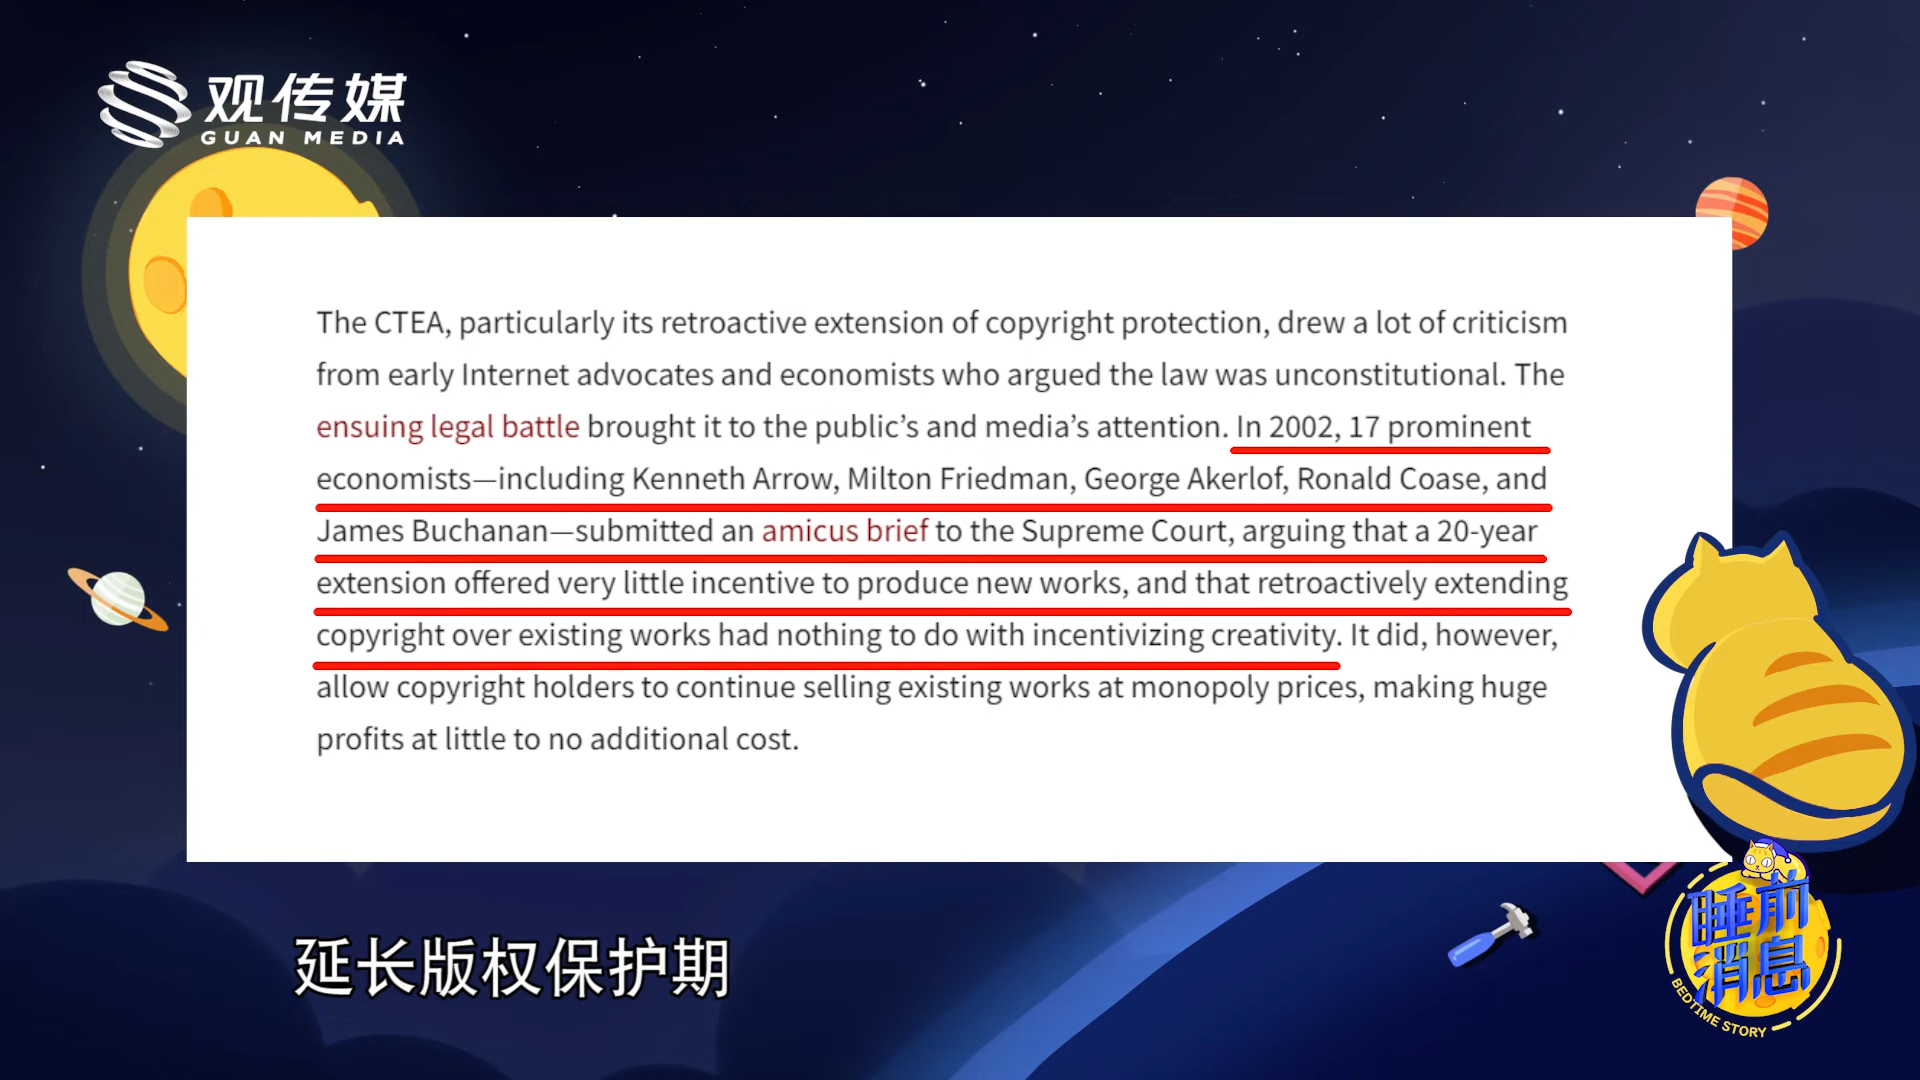 观传媒
GUAN MEDIA
The CTEA, particularly its retroactive extension of copyright protection, drew a lot of criticism
from early Internet advocates and economists who argued the law was unconstitutional. The
ensuing legal battle brought it to the public’s and media’s attention. In 2002, 17 prominent
economists—including Kenneth Arrow, Milton Friedman, George Akerlof, Ronald Coase, and
James Buchanan—submitted an amicus brief to the Supreme Court, arguing that a 20-year
extension offered very little incentive to produce new works, and that retroactively extending
copyright over existing works had nothing to do with incentivizing creativity. It did, however,
allow copyright holders to continue selling existing works at monopoly prices, making huge
profits at little to no additional cost.
延长版权保护期
睡前
消息
BEDTIME STORY